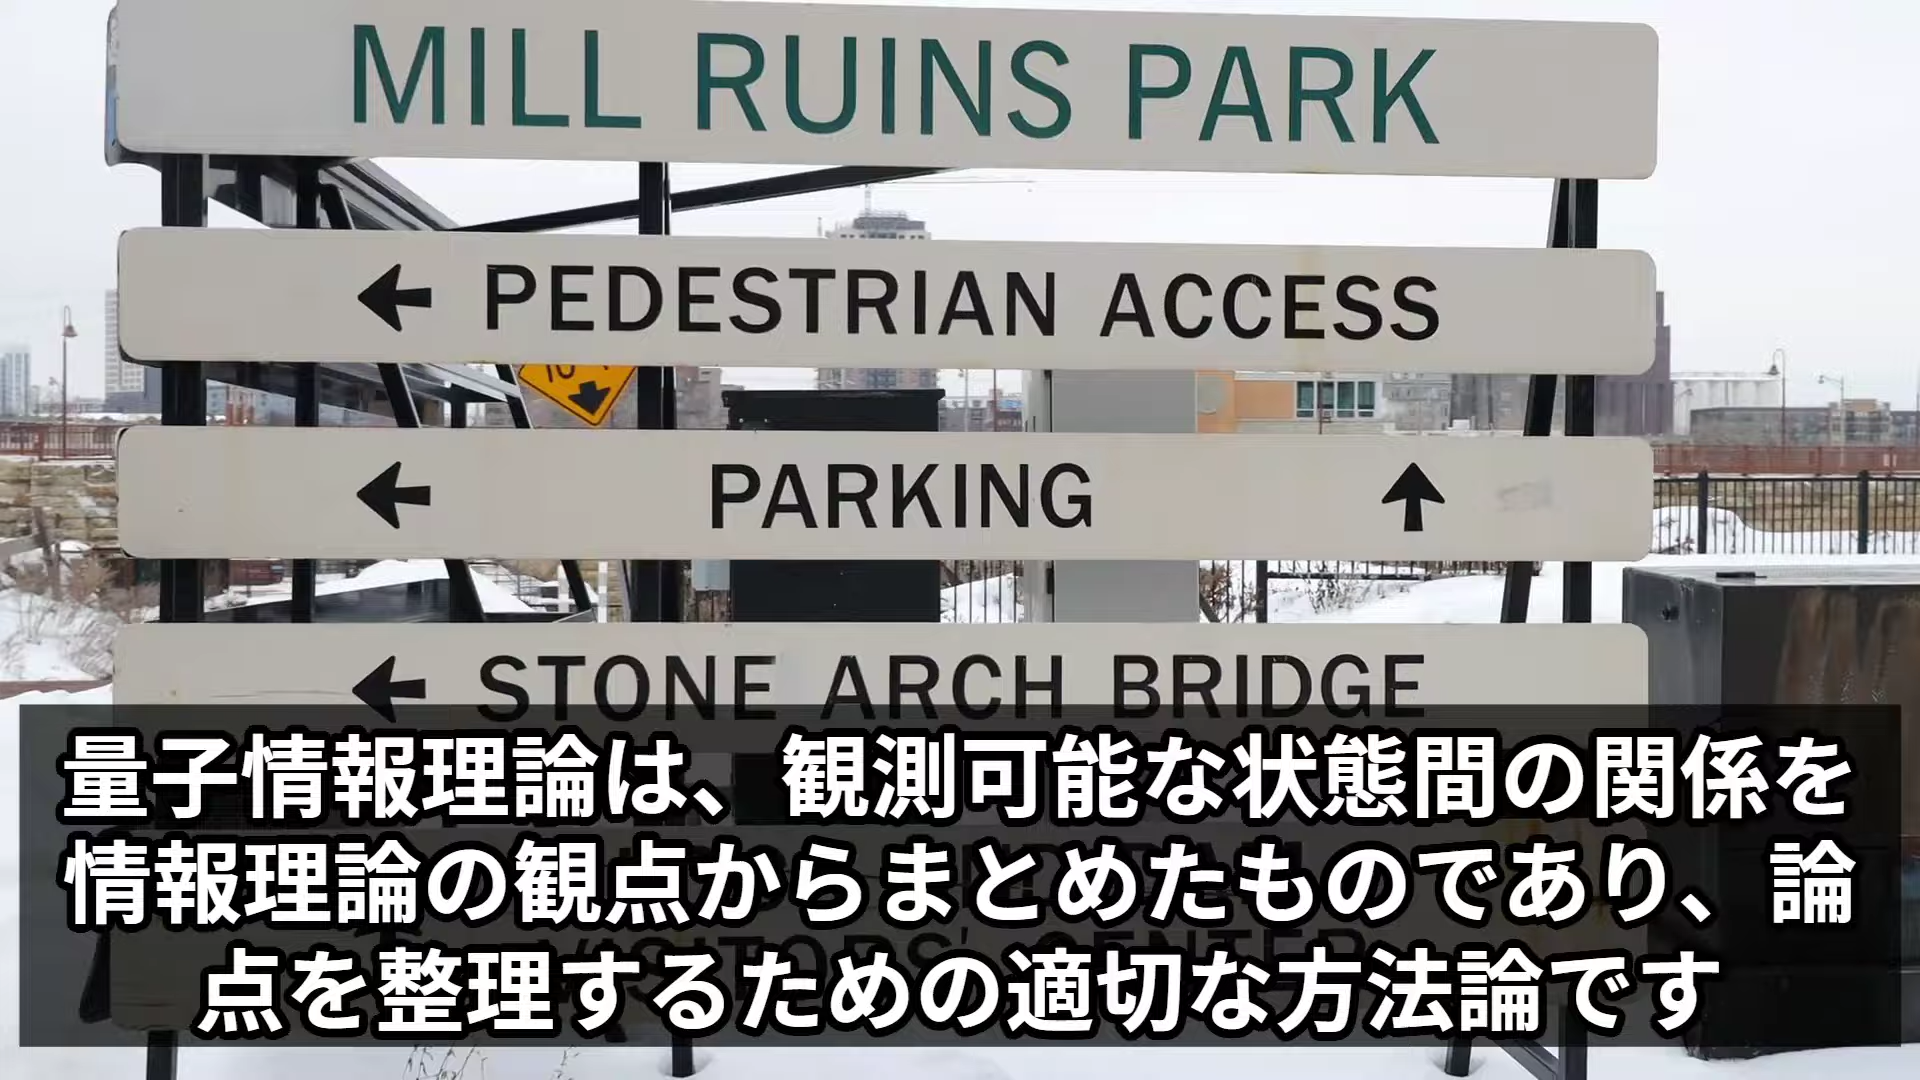 MILL RUINS PARK
← PEDESTRIAN ACCESS
← PARKING ↑
← STONE ARCH BRIDGE
量子情報理論は、観測可能な状態間の関係を
情報理論の観点からまとめたものであり、論
点を整理するための適切な方法論です
VISITORS' CENTER